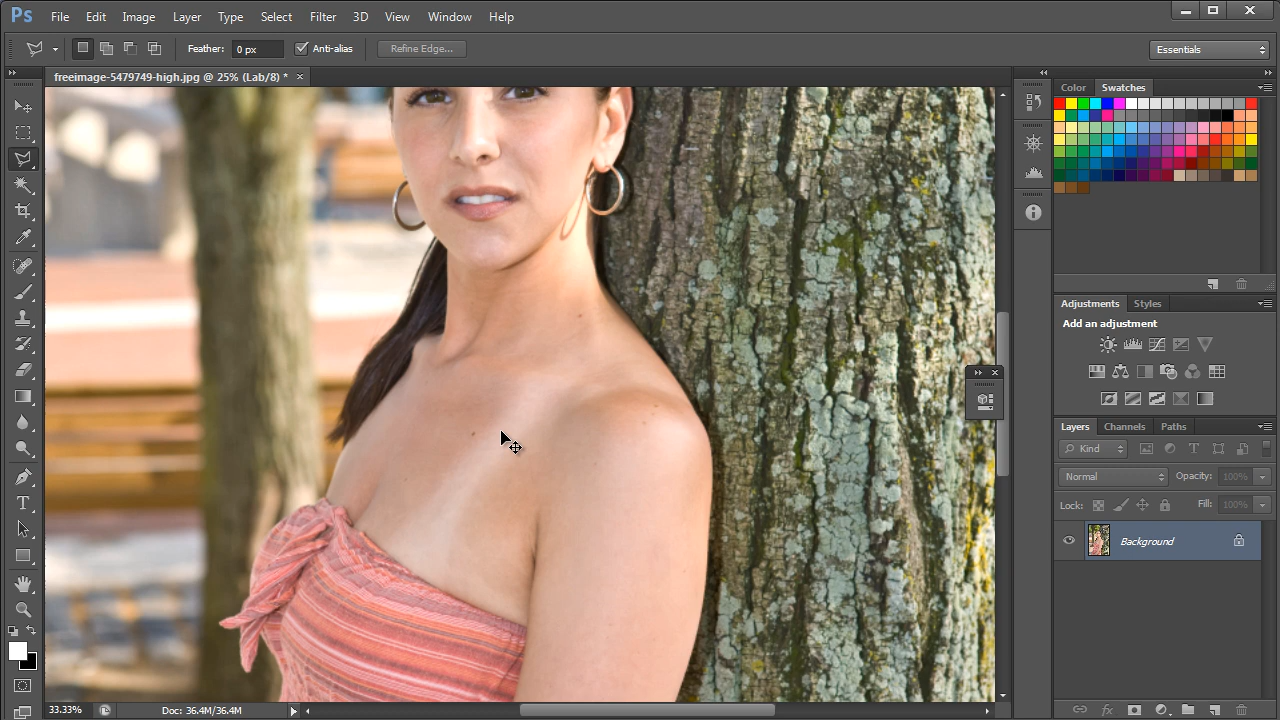 Ps File Edit Image Layer Type Select Filter 3D View Window Help
Feather: 0 px Anti-alias Refine Edge... Essentials
freeimage-5479749-high.jpg @ 25% (Lab/8) * ×
Color Swatches
Adjustments Styles
Add an adjustment
Layers Channels Paths
Kind
Normal Opacity: 100%
Lock: Fill: 100%
Background
33.33% Doc: 36.4M/36.4M